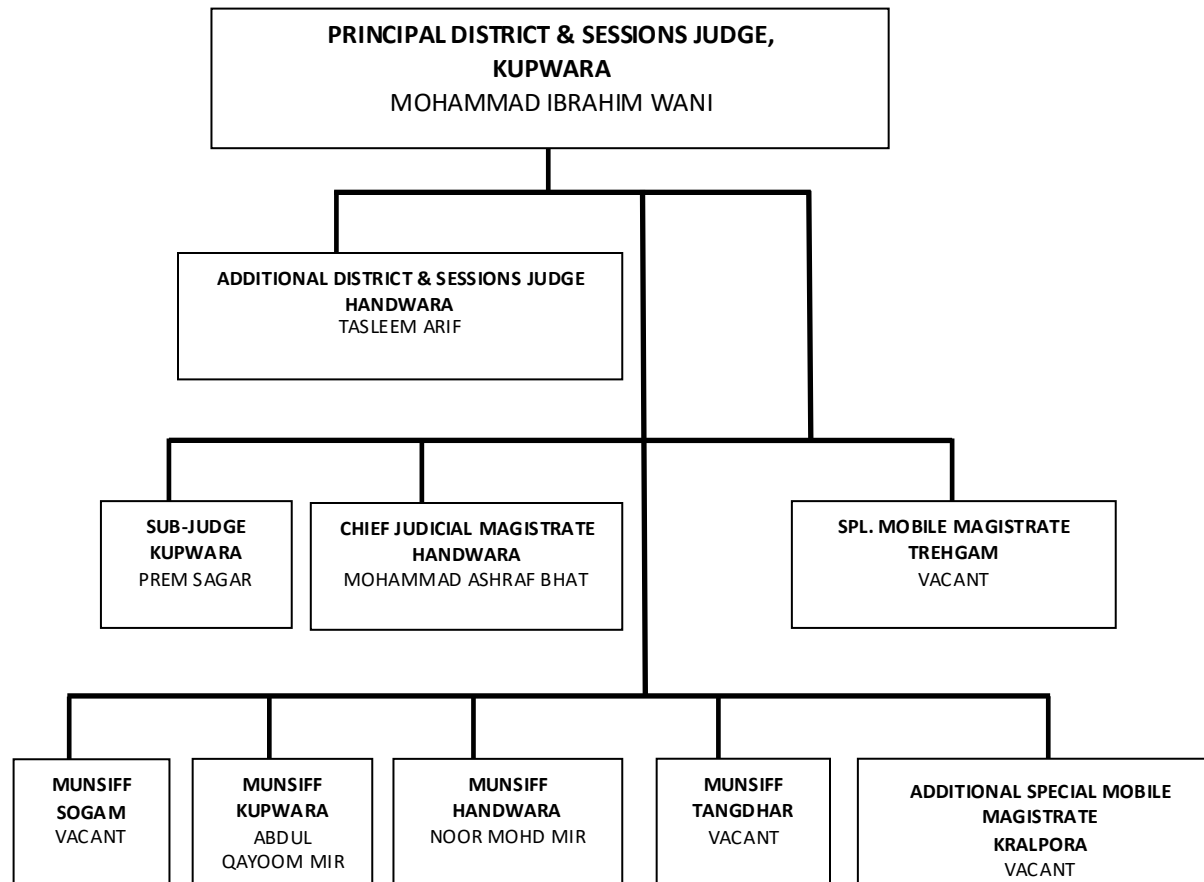 PRINCIPAL DISTRICT & SESSIONS JUDGE,
KUPWARA
MOHAMMAD IBRAHIM WANI
ADDITIONAL DISTRICT & SESSIONS JUDGE
HANDWARA
TASLEEM ARIF
SUB-JUDGE
KUPWARA
PREM SAGAR
CHIEF JUDICIAL MAGISTRATE
HANDWARA
MOHAMMAD ASHRAF BHAT
SPL. MOBILE MAGISTRATE
TREHGAM
VACANT
MUNSIFF
SOGAM
VACANT
MUNSIFF
KUPWARA
ABDUL
QAYOOM MIR
MUNSIFF
HANDWARA
NOOR MOHD MIR
MUNSIFF
TANGDHAR
VACANT
ADDITIONAL SPECIAL MOBILE
MAGISTRATE
KRALPORA
VACANT